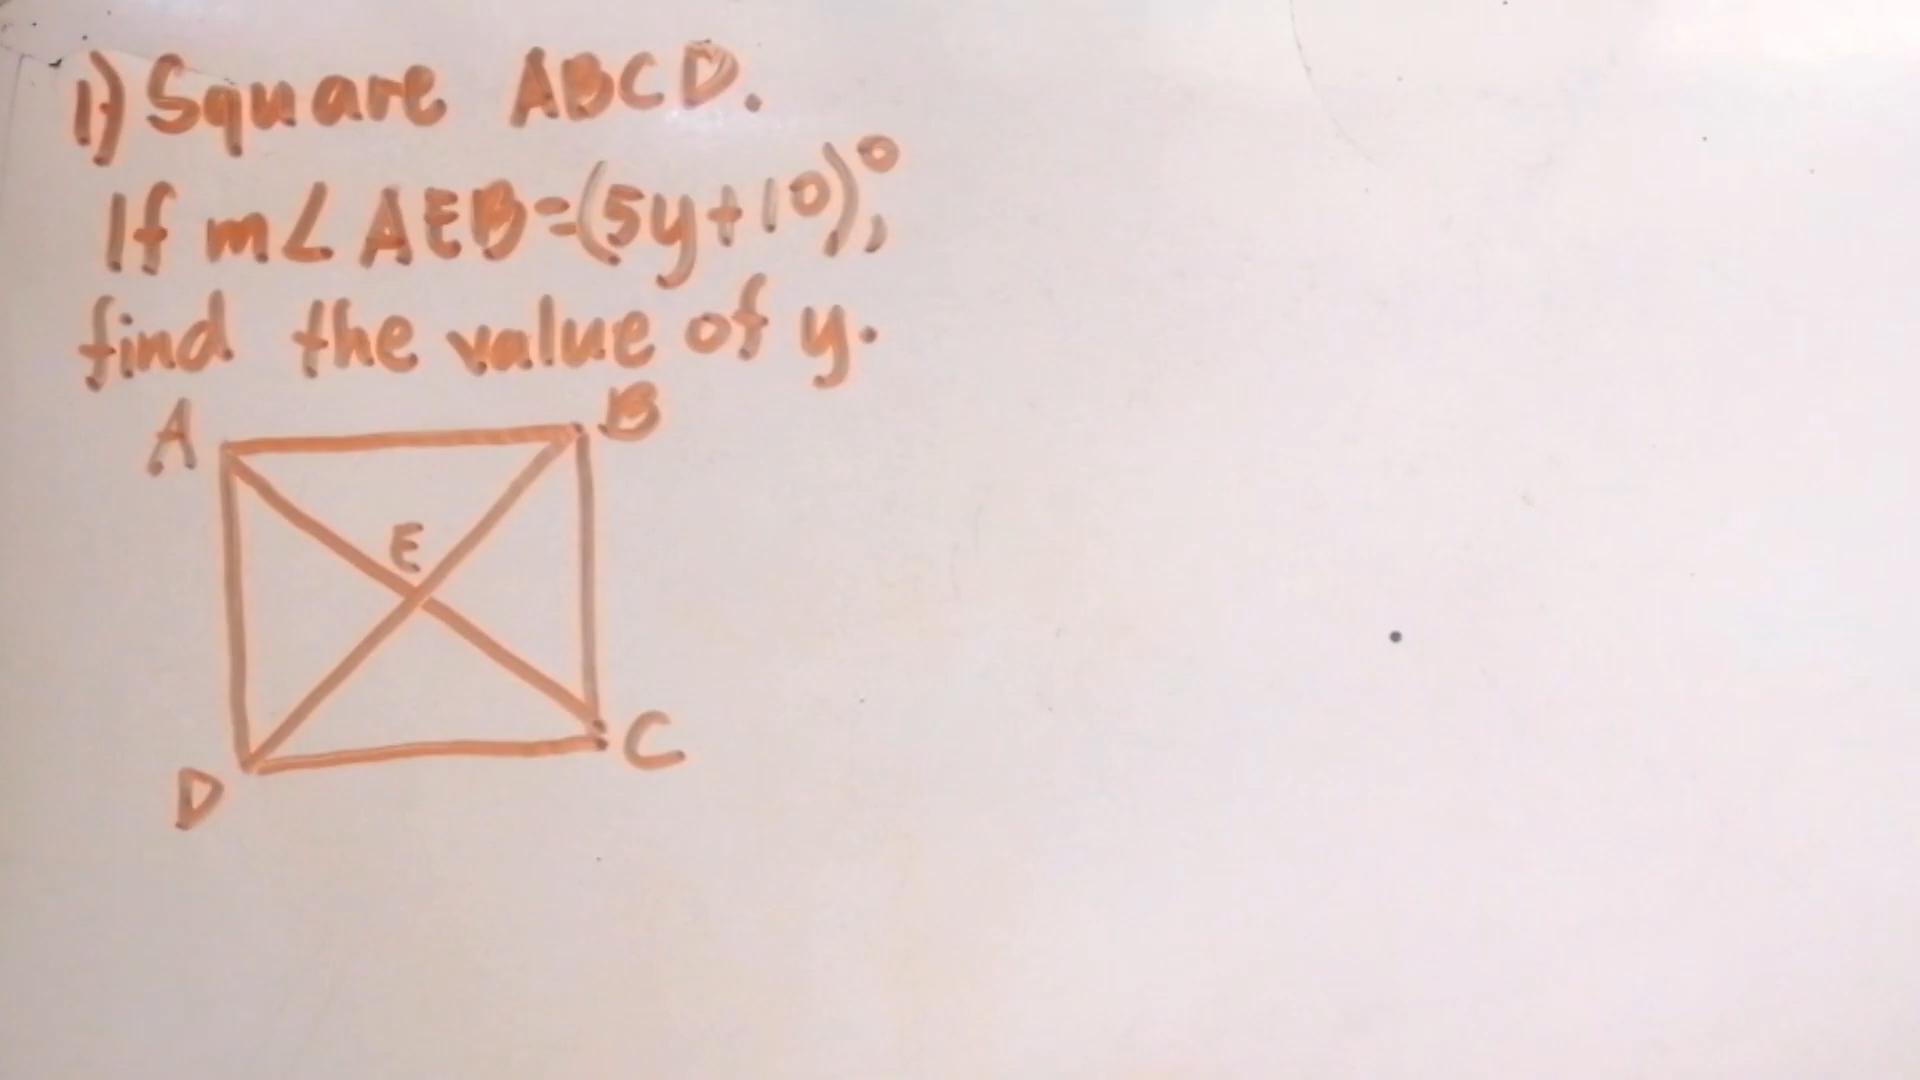 1) Square ABCD.
If m∠AEB=(5y+10)°,
find the value of y.
A
B
E
C
D